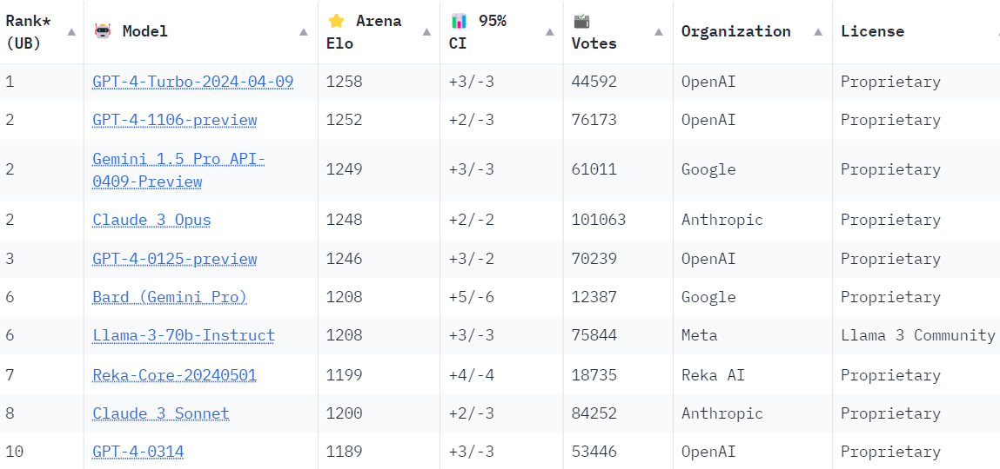 Rank* (UB) 🤖 Model ⭐ Arena Elo 📊 95% CI 🗳️ Votes Organization License
1 GPT-4-Turbo-2024-04-09 1258 +3/-3 44592 OpenAI Proprietary
2 GPT-4-1106-preview 1252 +2/-3 76173 OpenAI Proprietary
2 Gemini 1.5 Pro API-0409-Preview 1249 +3/-3 61011 Google Proprietary
2 Claude 3 Opus 1248 +2/-2 101063 Anthropic Proprietary
3 GPT-4-0125-preview 1246 +3/-2 70239 OpenAI Proprietary
6 Bard (Gemini Pro) 1208 +5/-6 12387 Google Proprietary
6 Llama-3-70b-Instruct 1208 +3/-3 75844 Meta Llama 3 Community
7 Reka-Core-20240501 1199 +4/-4 18735 Reka AI Proprietary
8 Claude 3 Sonnet 1200 +2/-3 84252 Anthropic Proprietary
10 GPT-4-0314 1189 +3/-3 53446 OpenAI Proprietary